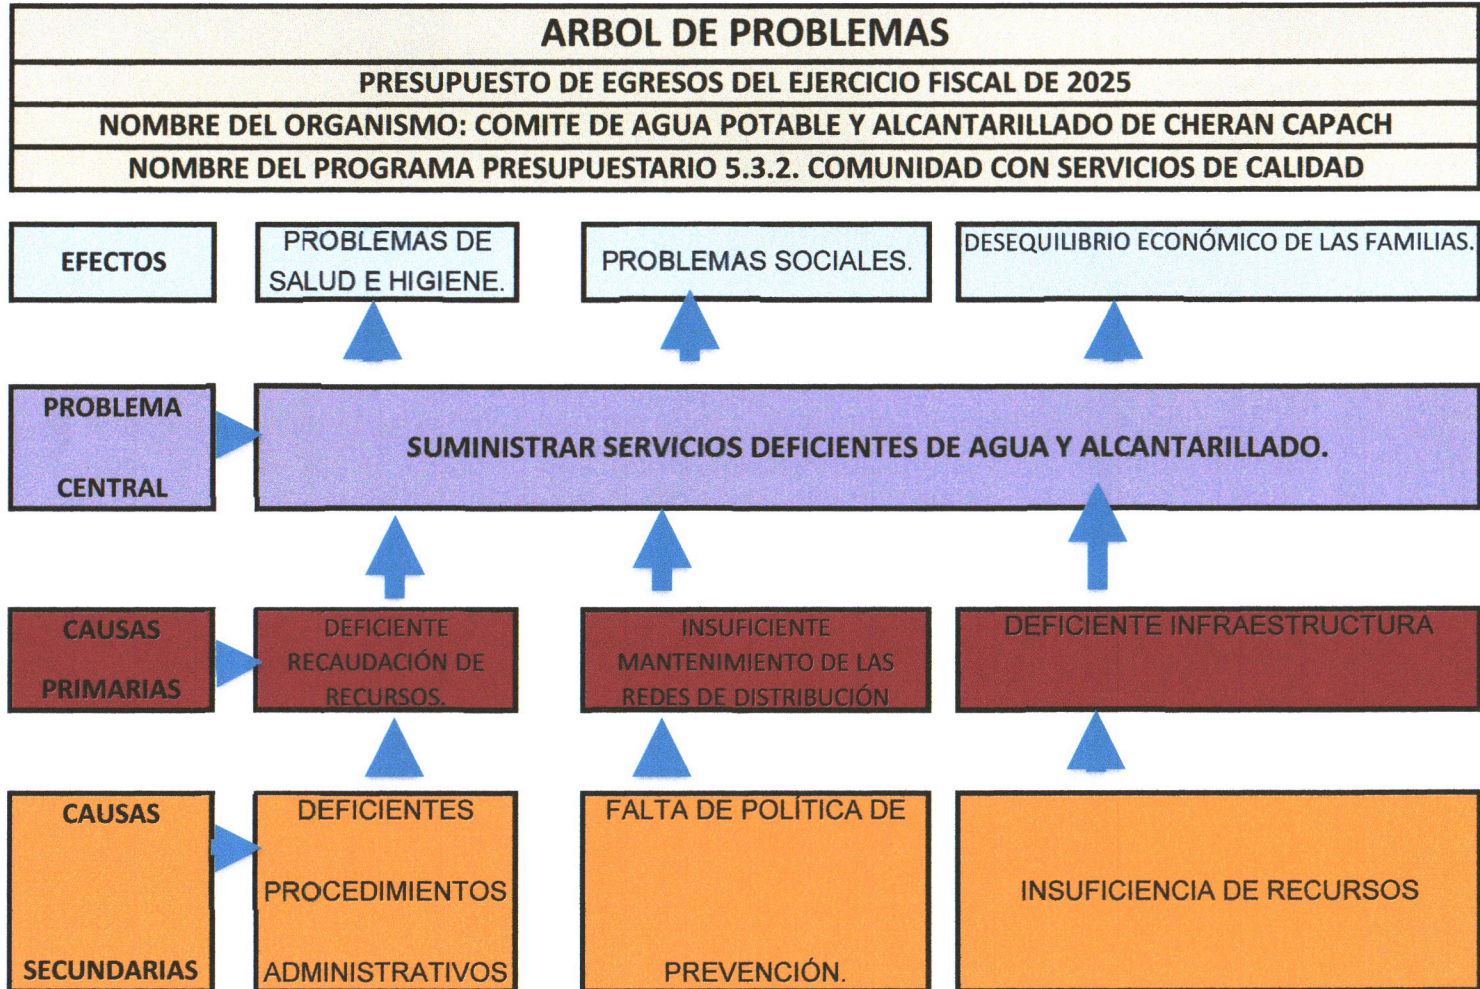 ARBOL DE PROBLEMAS
PRESUPUESTO DE EGRESOS DEL EJERCICIO FISCAL DE 2025
NOMBRE DEL ORGANISMO: COMITE DE AGUA POTABLE Y ALCANTARILLADO DE CHERAN CAPACH
NOMBRE DEL PROGRAMA PRESUPUESTARIO 5.3.2. COMUNIDAD CON SERVICIOS DE CALIDAD
EFECTOS
PROBLEMAS DE
SALUD E HIGIENE.
PROBLEMAS SOCIALES.
DESEQUILIBRIO ECONÓMICO DE LAS FAMILIAS.
PROBLEMA
CENTRAL
SUMINISTRAR SERVICIOS DEFICIENTES DE AGUA Y ALCANTARILLADO.
CAUSAS
PRIMARIAS
DEFICIENTE
RECAUDACIÓN DE
RECURSOS.
INSUFICIENTE
MANTENIMIENTO DE LAS
REDES DE DISTRIBUCIÓN
DEFICIENTE INFRAESTRUCTURA
CAUSAS
SECUNDARIAS
DEFICIENTES
PROCEDIMIENTOS
ADMINISTRATIVOS
FALTA DE POLÍTICA DE
PREVENCIÓN.
INSUFICIENCIA DE RECURSOS